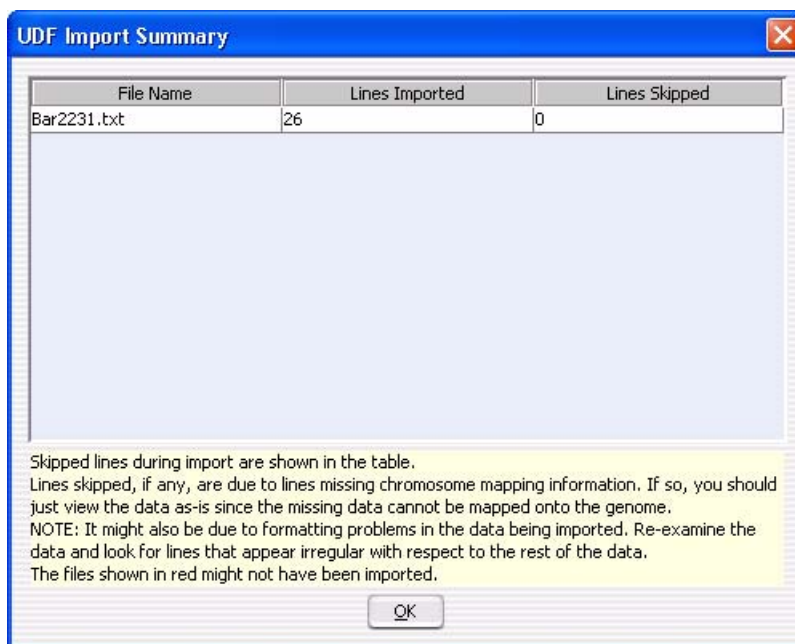 UDF Import Summary
File Name Lines Imported Lines Skipped
Bar2231.txt 26 0
Skipped lines during import are shown in the table.
Lines skipped, if any, are due to lines missing chromosome mapping information. If so, you should
just view the data as-is since the missing data cannot be mapped onto the genome.
NOTE: It might also be due to formatting problems in the data being imported. Re-examine the
data and look for lines that appear irregular with respect to the rest of the data.
The files shown in red might not have been imported.
OK